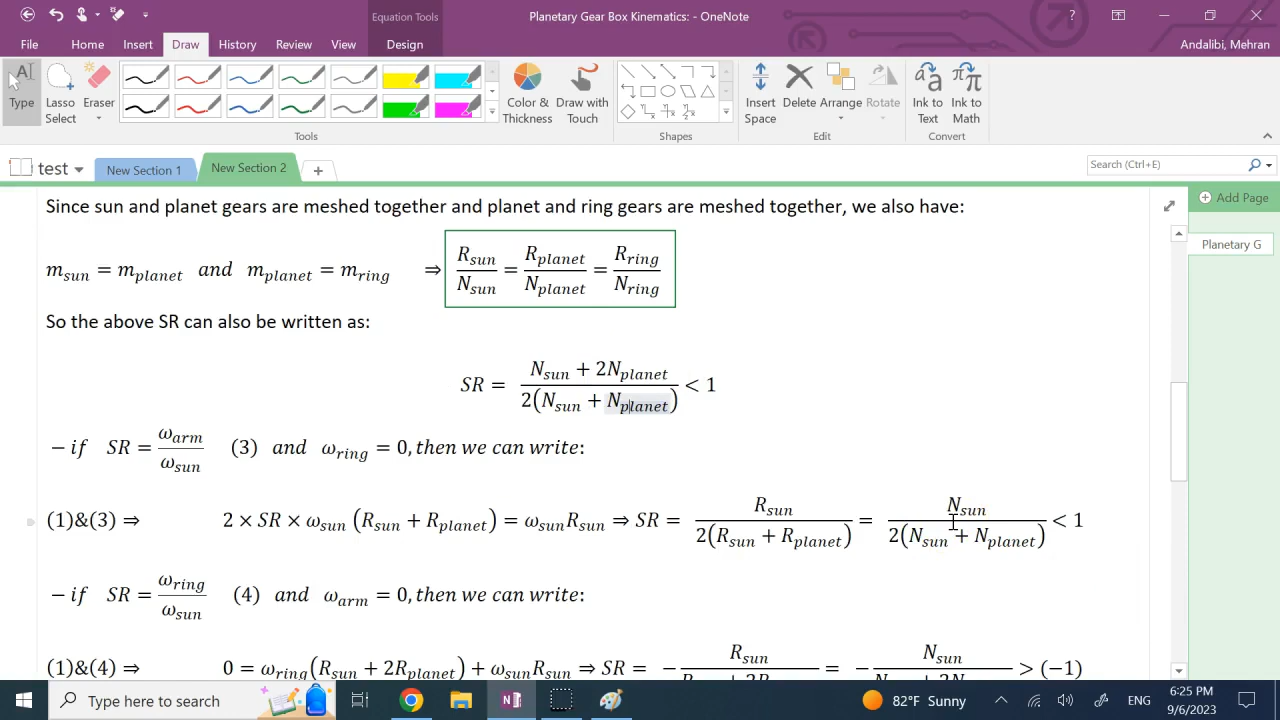 Equation Tools
Planetary Gear Box Kinematics: - OneNote
?
File Home Insert Draw History Review View Design
Andalibi, Mehran
Type
Lasso Select
Eraser
Color & Thickness
Draw with Touch
Insert Space
Delete
Arrange
Rotate
Ink to Text
Ink to Math
Tools
Shapes
Edit
Convert
test
New Section 1
New Section 2
+
Search (Ctrl+E)
Add Page
Planetary G
Since sun and planet gears are meshed together and planet and ring gears are meshed together, we also have:
m_sun = m_planet and m_planet = m_ring ⇒ R_sun/N_sun = R_planet/N_planet = R_ring/N_ring
So the above SR can also be written as:
SR = (N_sun + 2N_planet)/(2(N_sun + N_planet)) < 1
− if SR = ω_arm/ω_sun (3) and ω_ring = 0, then we can write:
(1)&(3) ⇒ 2 × SR × ω_sun (R_sun + R_planet) = ω_sun R_sun ⇒ SR = R_sun/(2(R_sun + R_planet)) = N_sun/(2(N_sun + N_planet)) < 1
− if SR = ω_ring/ω_sun (4) and ω_arm = 0, then we can write:
(1)&(4) ⇒ 0 = ω_ring(R_sun + 2R_planet) + ω_sun R_sun ⇒ SR = − R_sun = − N_sun > (−1)
Type here to search
82°F Sunny
ENG
6:25 PM
9/6/2023